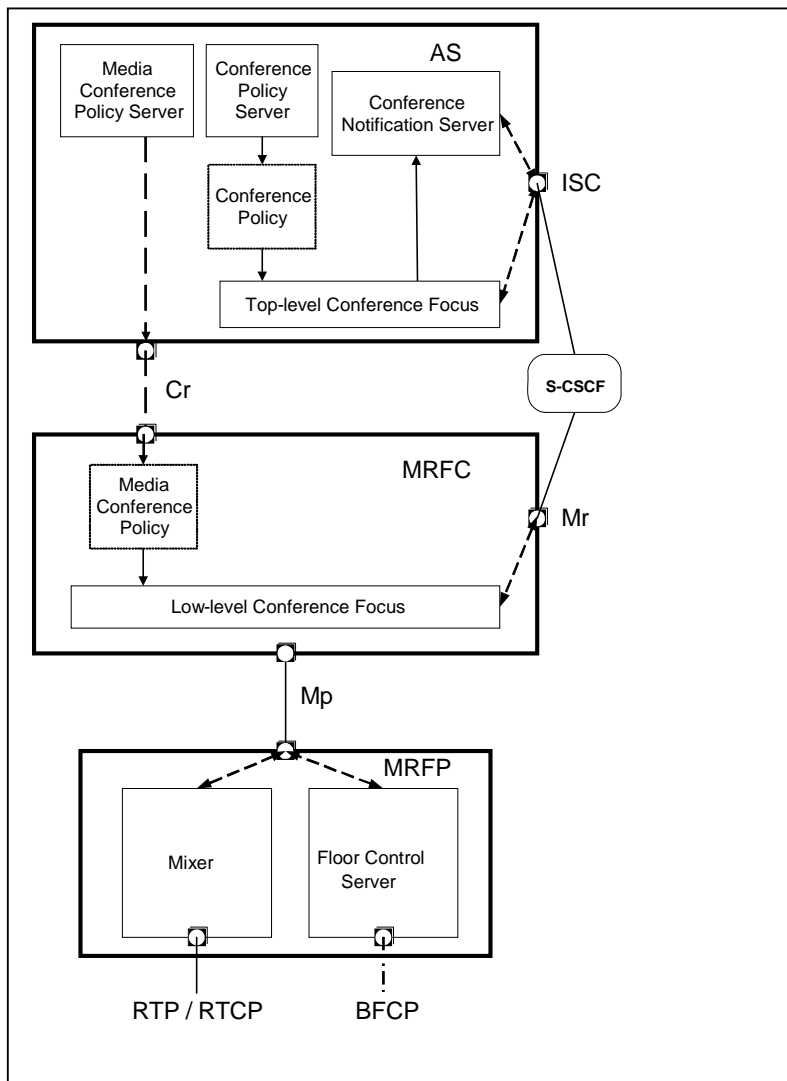 AS
Media
Conference
Policy Server
Conference
Policy
Server
Conference
Notification Server
ISC
Conference
Policy
Top-level Conference Focus
S-CSCF
Cr
MRFC
Media
Conference
Policy
Mr
Low-level Conference Focus
Mp
MRFP
Mixer
Floor Control
Server
RTP / RTCP
BFCP